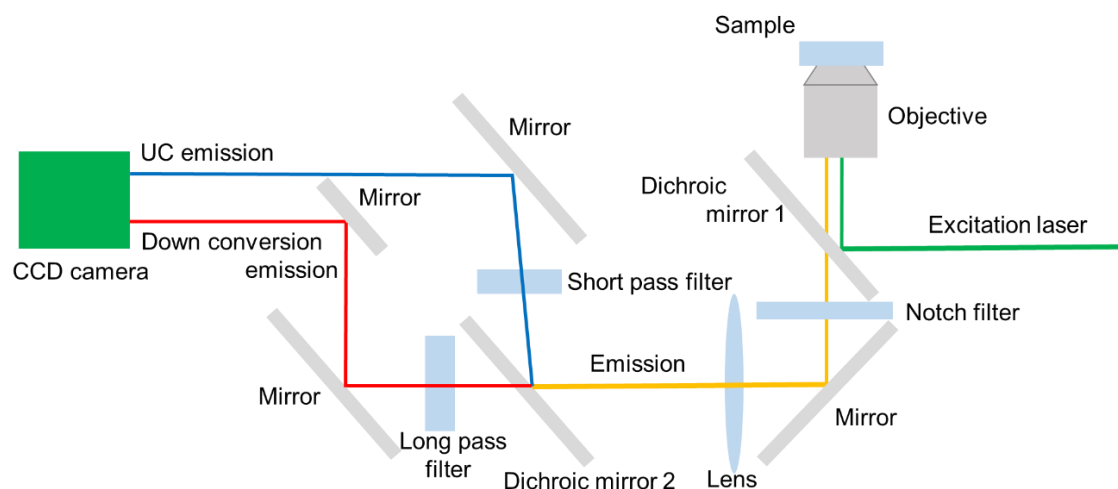 Sample
Mirror
Objective
UC emission
Mirror
Dichroic
mirror 1
Excitation laser
Down conversion
emission
CCD camera
Short pass filter
Notch filter
Emission
Mirror
Mirror
Long pass
filter
Dichroic mirror 2
Lens